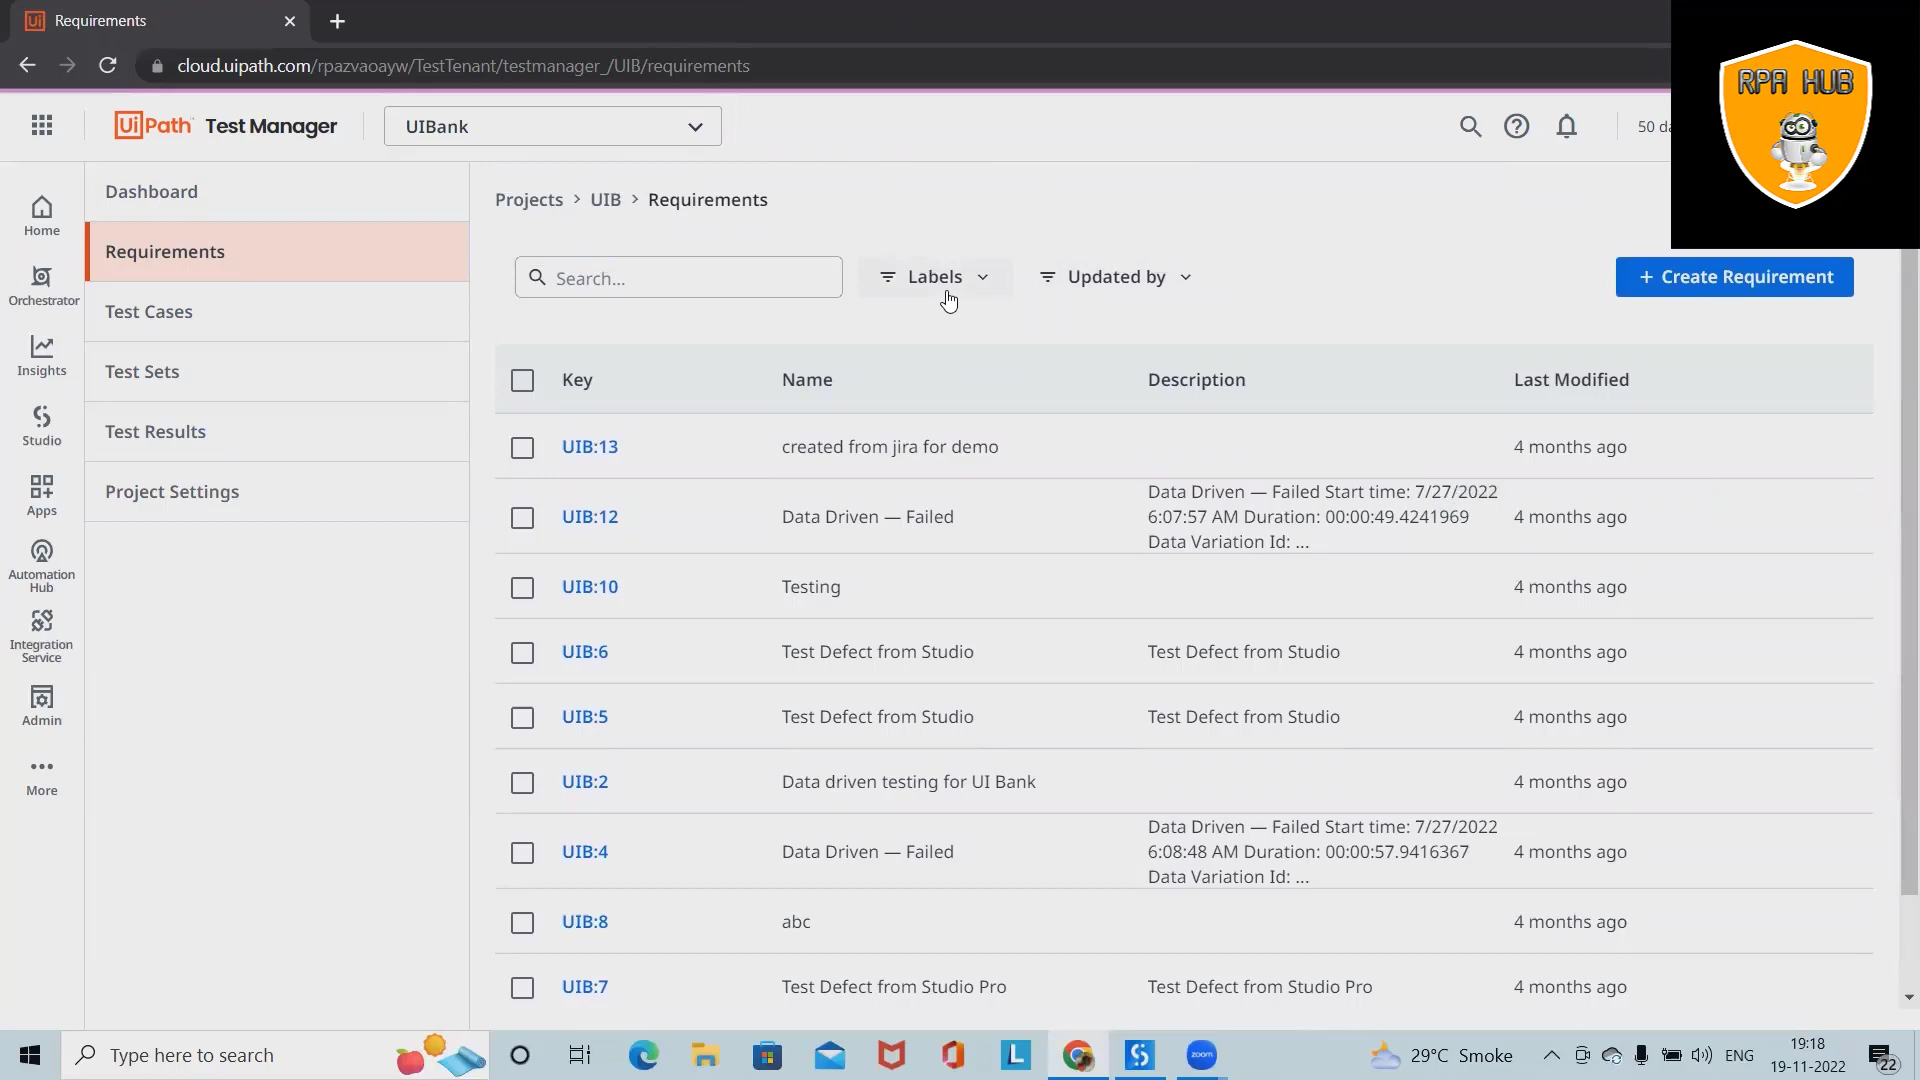 Requirements
cloud.uipath.com/rpazvaoayw/TestTenant/testmanager_/UIB/requirements
RPA HUB
UiPath Test Manager
UIBank
50 da
Home
Orchestrator
Insights
Studio
Apps
Automation
Hub
Integration
Service
Admin
More
Dashboard
Requirements
Test Cases
Test Sets
Test Results
Project Settings
Projects > UIB > Requirements
Search...
Labels
Updated by
+ Create Requirement
Key Name Description Last Modified
UIB:13 created from jira for demo 4 months ago
Data Driven — Failed Start time: 7/27/2022
UIB:12 Data Driven — Failed 6:07:57 AM Duration: 00:00:49.4241969 4 months ago
Data Variation Id: ...
UIB:10 Testing 4 months ago
UIB:6 Test Defect from Studio Test Defect from Studio 4 months ago
UIB:5 Test Defect from Studio Test Defect from Studio 4 months ago
UIB:2 Data driven testing for UI Bank 4 months ago
Data Driven — Failed Start time: 7/27/2022
UIB:4 Data Driven — Failed 6:08:48 AM Duration: 00:00:57.9416367 4 months ago
Data Variation Id: ...
UIB:8 abc 4 months ago
UIB:7 Test Defect from Studio Pro Test Defect from Studio Pro 4 months ago
Type here to search
L
zoom
29°C Smoke
ENG
19:18
19-11-2022
22